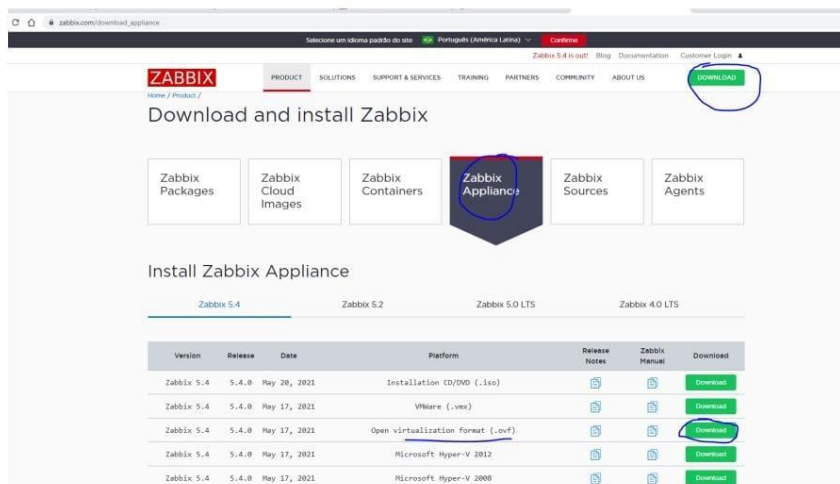 zabbix.com/download_appliance
Selecione um idioma padrão do site Português (América Latina) Confirme
Zabbix 5.4 is out! Blog Documentation Customer Login
ZABBIX PRODUCT SOLUTIONS SUPPORT & SERVICES TRAINING PARTNERS COMMUNITY ABOUT US DOWNLOAD
Home / Product /
Download and install Zabbix
Zabbix Packages
Zabbix Cloud Images
Zabbix Containers
Zabbix Appliance
Zabbix Sources
Zabbix Agents
Install Zabbix Appliance
Zabbix 5.4 Zabbix 5.2 Zabbix 5.0 LTS Zabbix 4.0 LTS
Version Release Date Platform Release Notes Zabbix Manual Download
Zabbix 5.4 5.4.0 May 20, 2021 Installation CD/DVD (.iso) Download
Zabbix 5.4 5.4.0 May 17, 2021 VMWare (.vmx) Download
Zabbix 5.4 5.4.0 May 17, 2021 Open virtualization format (.ovf) Download
Zabbix 5.4 5.4.0 May 17, 2021 Microsoft Hyper-V 2012 Download
Zabbix 5.4 5.4.0 May 17, 2021 Microsoft Hyper-V 2008 Download